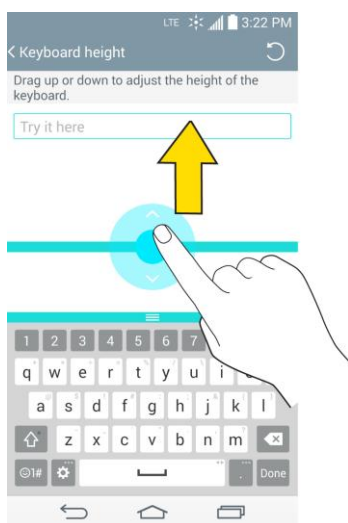 LTE 3:22 PM
Keyboard height
Drag up or down to adjust the height of the
keyboard.
Try it here
1 2 3 4 5 6 7
q w e r t y u i
a s d f g h j k l
z x c v b n m
1# . Done